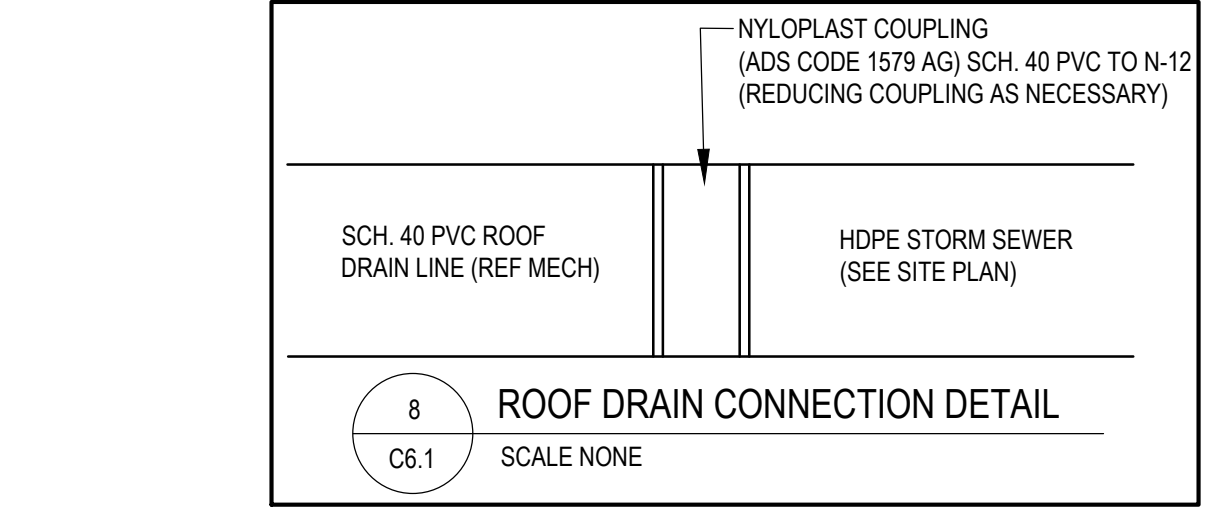 NYLOPLAST COUPLING
(ADS CODE 1579 AG) SCH. 40 PVC TO N-12
(REDUCING COUPLING AS NECESSARY)
SCH. 40 PVC ROOF
DRAIN LINE (REF MECH)
HDPE STORM SEWER
(SEE SITE PLAN)
8
ROOF DRAIN CONNECTION DETAIL
C6.1
SCALE NONE